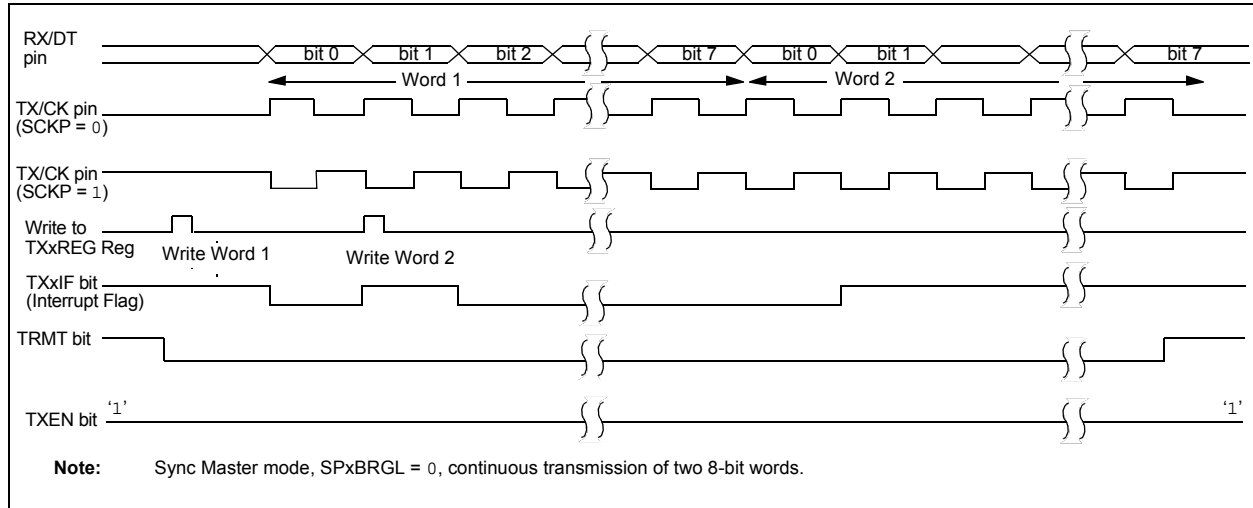 RX/DT
pin
bit 0 bit 1 bit 2 bit 7 bit 0 bit 1 bit 7
Word 1 Word 2
TX/CK pin
(SCKP = 0)
TX/CK pin
(SCKP = 1)
Write to
TXxREG Reg
Write Word 1 Write Word 2
TXxIF bit
(Interrupt Flag)
TRMT bit
TXEN bit ‘1’ ‘1’
Note: Sync Master mode, SPxBRGL = 0, continuous transmission of two 8-bit words.